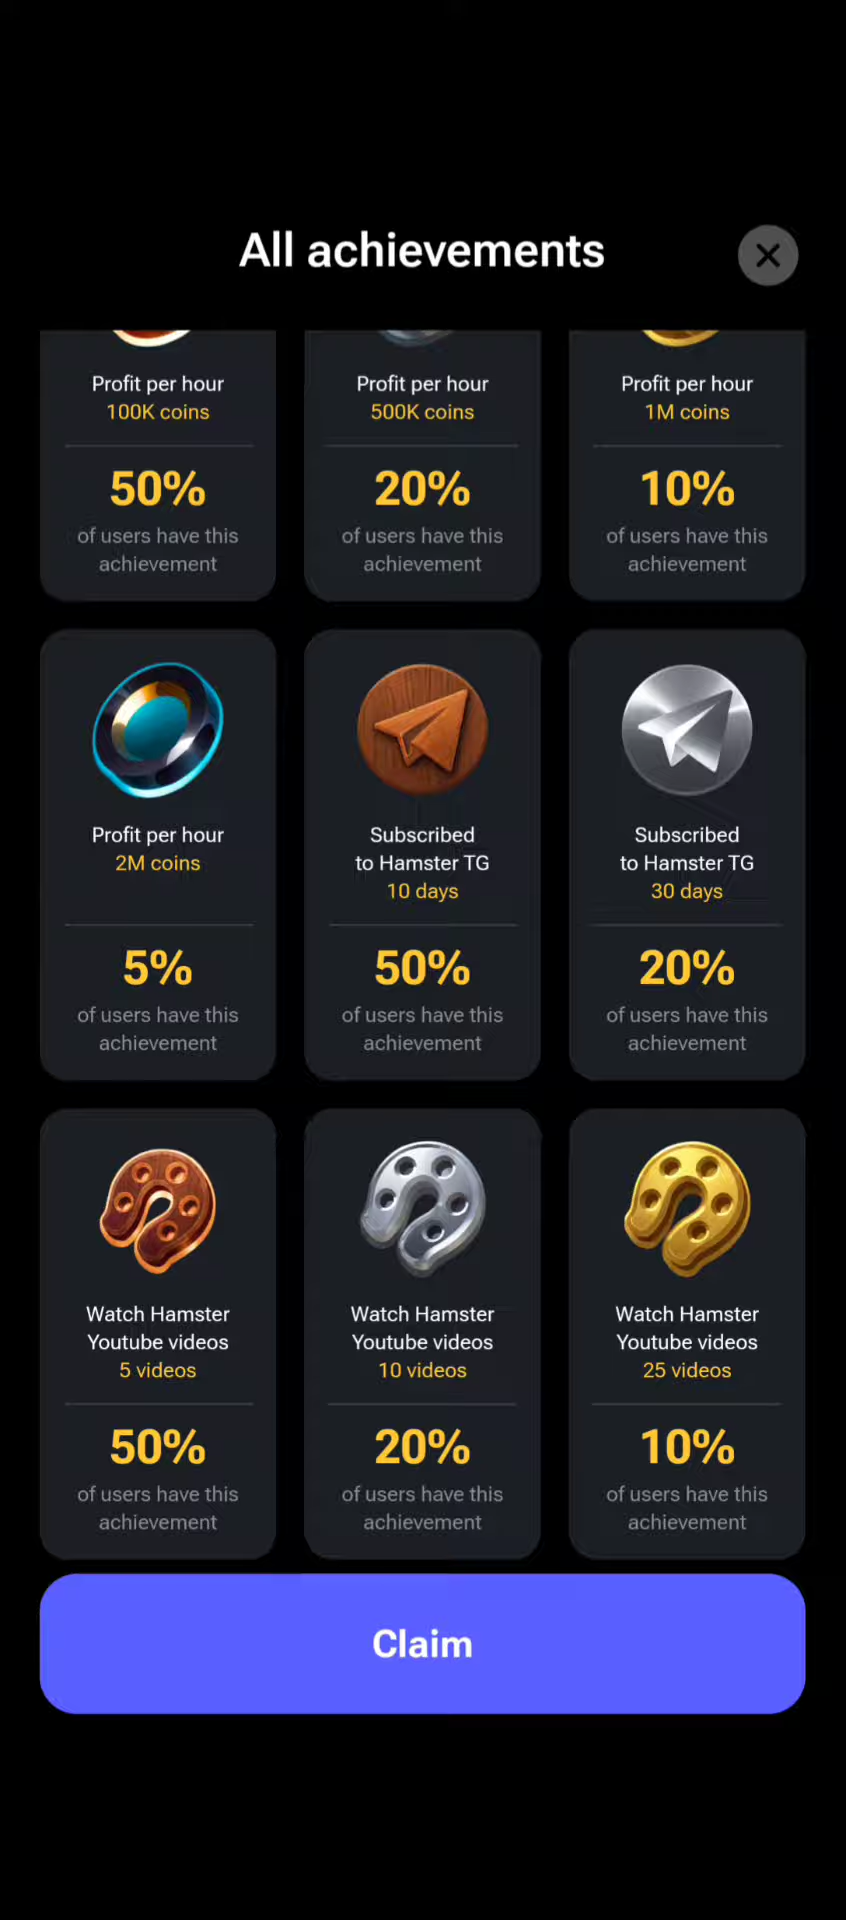 All achievements
Profit per hour
100K coins
50%
of users have this
achievement
Profit per hour
500K coins
20%
of users have this
achievement
Profit per hour
1M coins
10%
of users have this
achievement
Profit per hour
2M coins
5%
of users have this
achievement
Subscribed
to Hamster TG
10 days
50%
of users have this
achievement
Subscribed
to Hamster TG
30 days
20%
of users have this
achievement
Watch Hamster
Youtube videos
5 videos
50%
of users have this
achievement
Watch Hamster
Youtube videos
10 videos
20%
of users have this
achievement
Watch Hamster
Youtube videos
25 videos
10%
of users have this
achievement
Claim